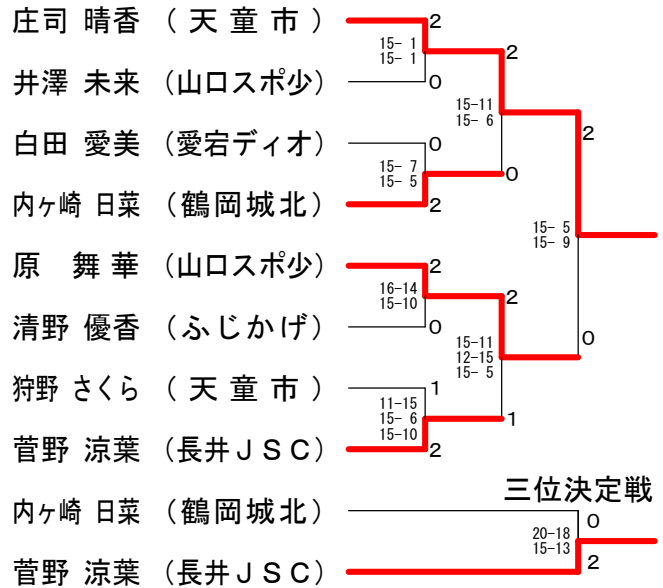 庄司 晴香 (天童市) 2
15- 1
15- 1
2
井澤 未来 (山口スポ少) 0
15-11
15- 6
2
白田 愛美 (愛宕ディオ) 0
15- 7
15- 5
0
内ヶ崎 日菜 (鶴岡城北) 2
15- 5
15- 9
原 舞華 (山口スポ少) 2
16-14
15-10
2
清野 優香 (ふじかげ) 0
15-11
12-15
15- 5
0
狩野 さくら (天童市) 1
11-15
15- 6
15-10
1
菅野 涼葉 (長井JSC) 2
三位決定戦
内ヶ崎 日菜 (鶴岡城北) 0
20-18
15-13
菅野 涼葉 (長井JSC) 2